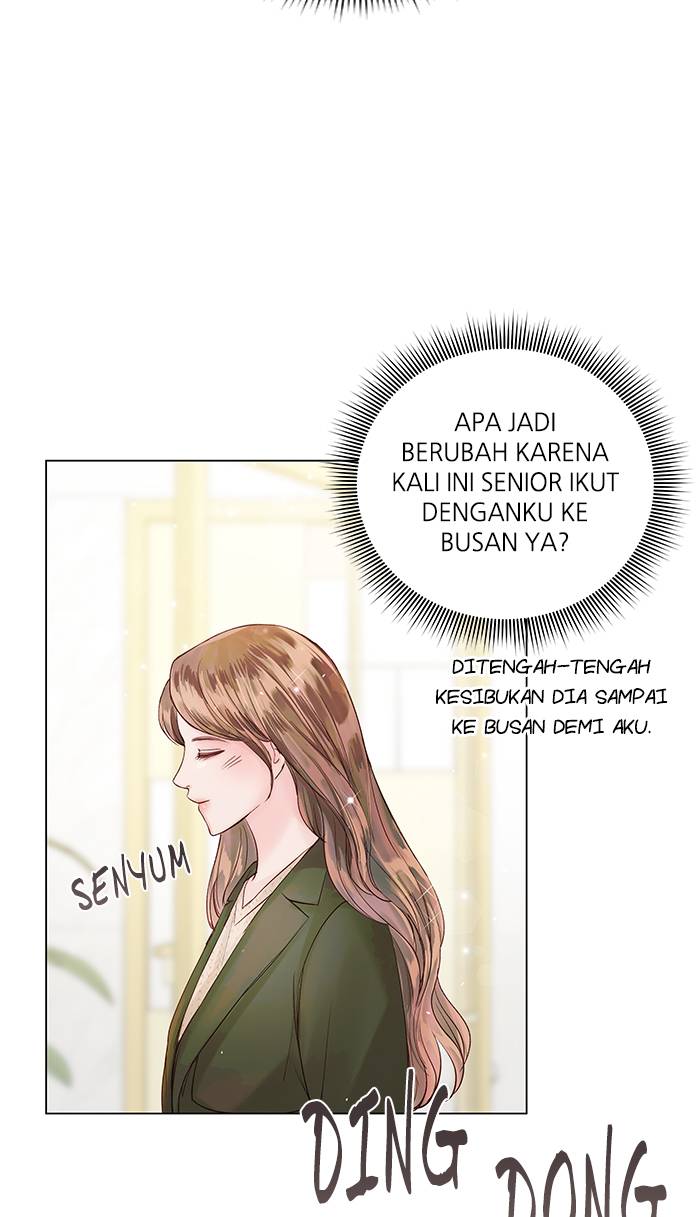 APA JADI
BERUBAH KARENA
KALI INI SENIOR IKUT
DENGANKU KE
BUSAN YA?
DITENGAH-TENGAH
KESIBUKAN DIA SAMPAI
KE BUSAN DEMI AKU.
SENYUM
DING
DONG